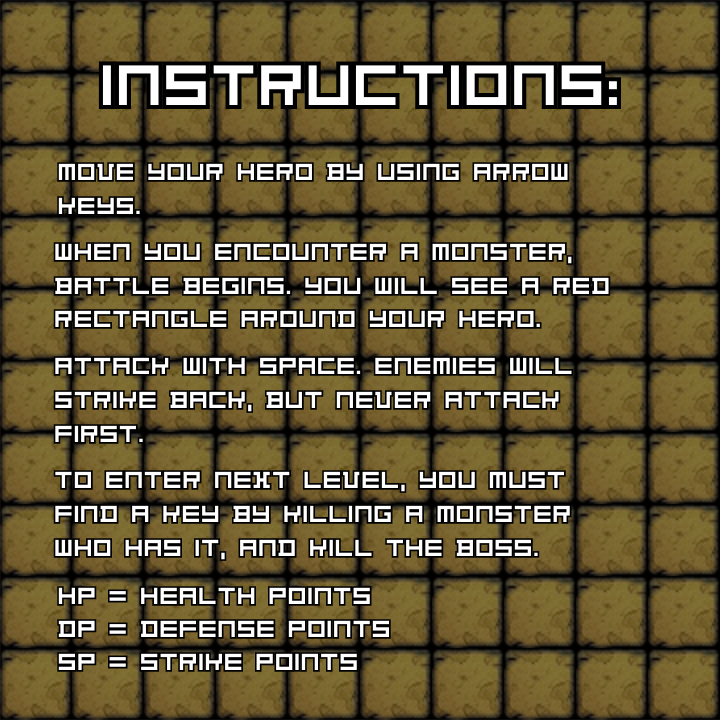 INSTRUCTIONS:
MOVE YOUR HERO BY USING ARROW
KEYS.
WHEN YOU ENCOUNTER A MONSTER,
BATTLE BEGINS. YOU WILL SEE A RED
RECTANGLE AROUND YOUR HERO.
ATTACK WITH SPACE. ENEMIES WILL
STRIKE BACK, BUT NEVER ATTACK
FIRST.
TO ENTER NEXT LEVEL, YOU MUST
FIND A KEY BY KILLING A MONSTER
WHO HAS IT, AND KILL THE BOSS.
HP = HEALTH POINTS
DP = DEFENSE POINTS
SP = STRIKE POINTS